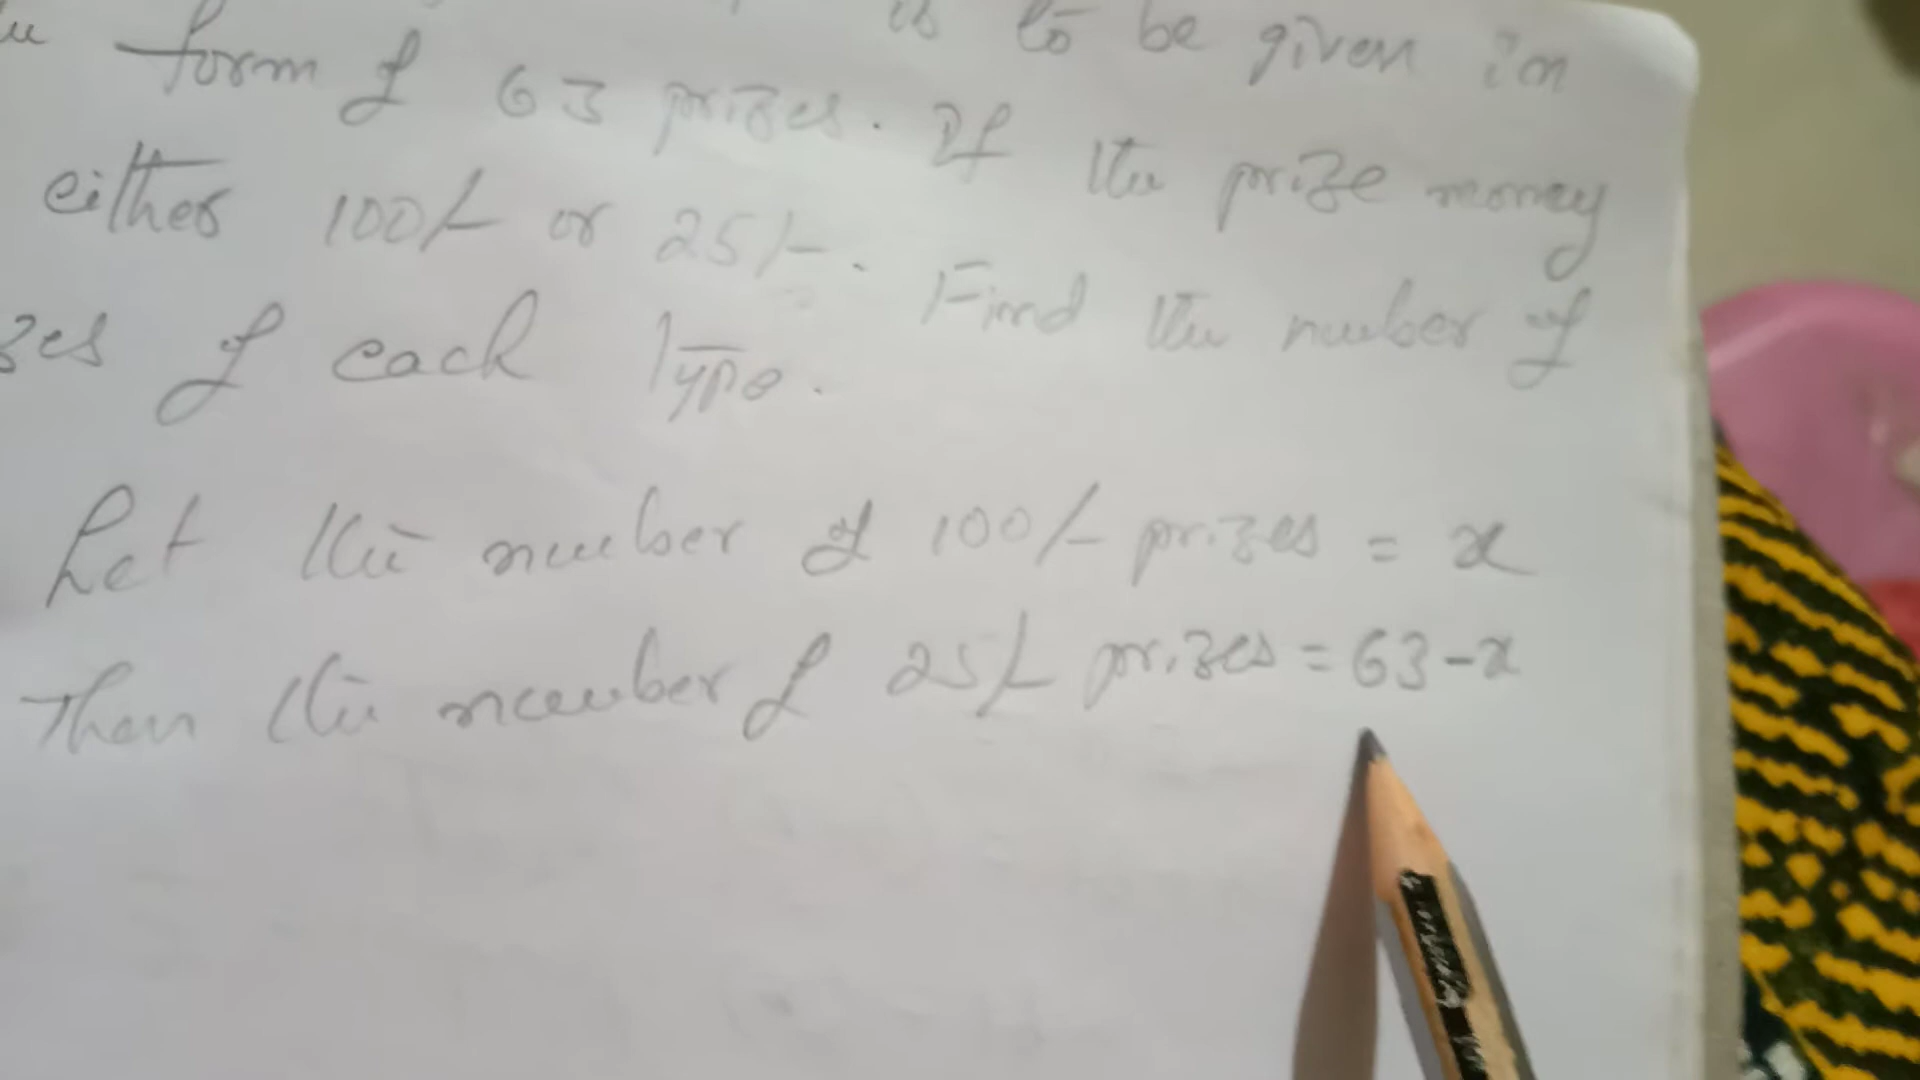 is to be given in
form of 63 prizes. If the prize money
either 100/- or 25/-. Find the number of
zes of each Type.
Let the number of 100/- prizes = x
Then the number of 25/- prizes = 63-x